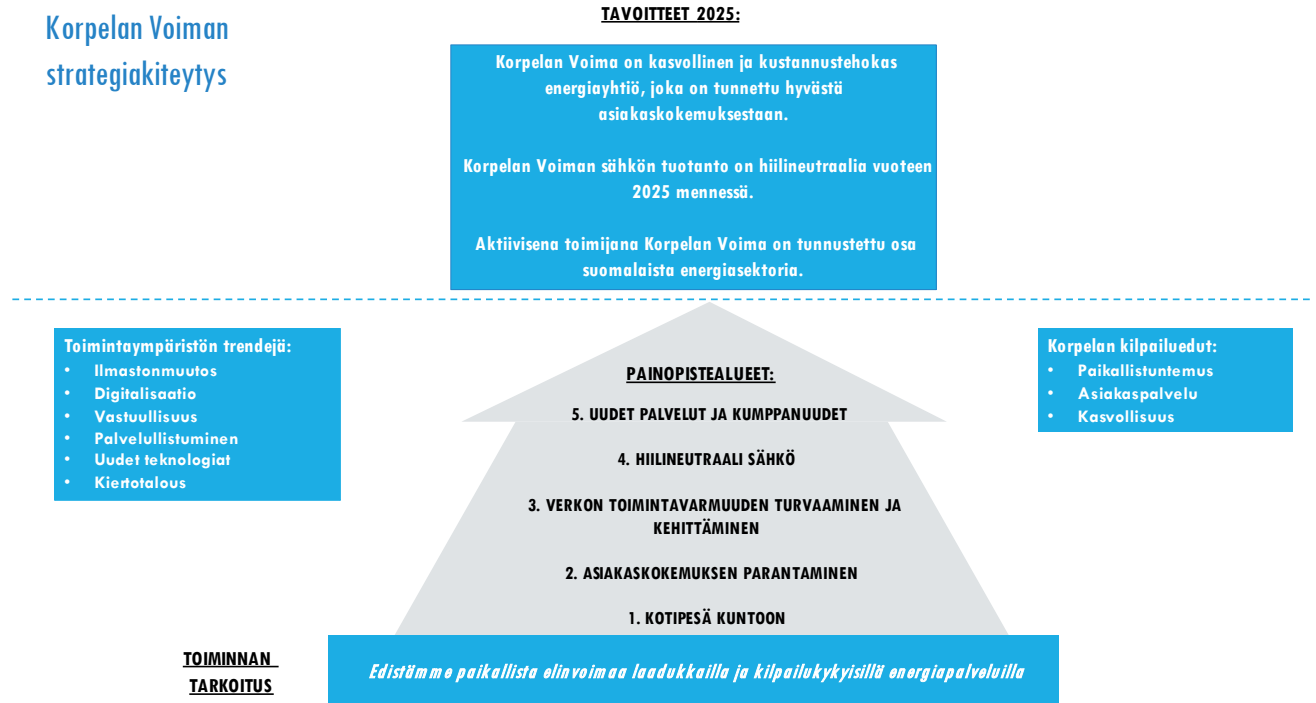 Korpelan Voiman
strategiakiteytys
TAVOITTEET 2025:
Korpelan Voima on kasvollinen ja kustannustehokas
energiayhtiö, joka on tunnettu hyvästä
asiakaskokemuksestaan.
Korpelan Voiman sähkön tuotanto on hiilineutraalia vuoteen
2025 mennessä.
Aktiivisena toimijana Korpelan Voima on tunnustettu osa
suomalaista energiasektoria.
Toimintaympäristön trendejä:
• Ilmastonmuutos
• Digitalisaatio
• Vastuullisuus
• Palvelullistuminen
• Uudet teknologiat
• Kiertotalous
PAINOPISTEALUEET:
5. UUDET PALVELUT JA KUMPPANUUDET
4. HIILINEUTRAALI SÄHKÖ
3. VERKON TOIMINTAVARMUUDEN TURVAAMINEN JA
KEHITTÄMINEN
2. ASIAKASKOKEMUKSEN PARANTAMINEN
1. KOTIPESÄ KUNTOON
Korpelan kilpailuedut:
• Paikallistuntemus
• Asiakaspalvelu
• Kasvollisuus
TOIMINNAN
TARKOITUS
Edistämme paikallista elinvoimaa laadukkailla ja kilpailukykyisillä energiapalveluilla